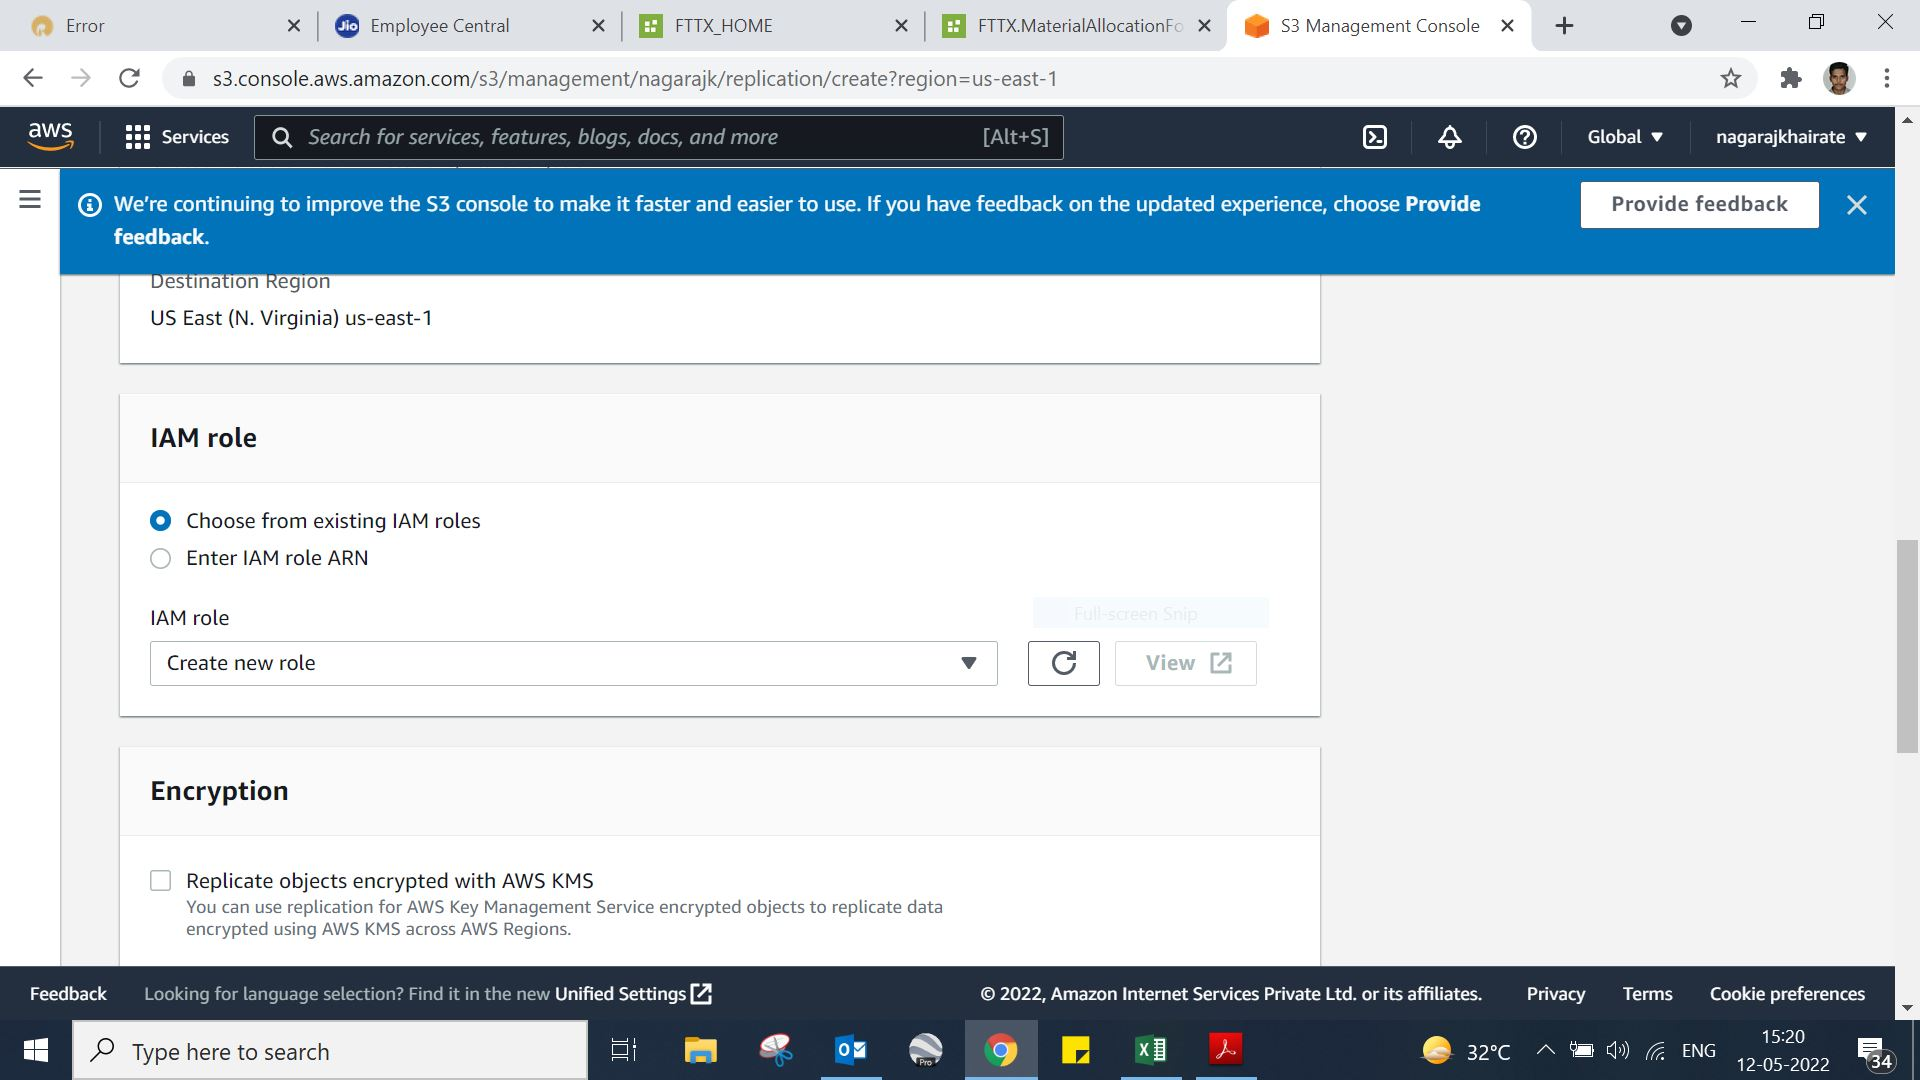 Error
Jio
Employee Central
FTTX_HOME
FTTX.MaterialAllocationFo
S3 Management Console
s3.console.aws.amazon.com/s3/management/nagarajk/replication/create?region=us-east-1
aws
Services
Search for services, features, blogs, docs, and more
[Alt+S]
Global
nagarajkhairate
We're continuing to improve the S3 console to make it faster and easier to use. If you have feedback on the updated experience, choose Provide
feedback.
Provide feedback
Destination Region
US East (N. Virginia) us-east-1
IAM role
Choose from existing IAM roles
Enter IAM role ARN
IAM role
Full-screen Snip
Create new role
View
Encryption
Replicate objects encrypted with AWS KMS
You can use replication for AWS Key Management Service encrypted objects to replicate data
encrypted using AWS KMS across AWS Regions.
Feedback
Looking for language selection? Find it in the new Unified Settings
© 2022, Amazon Internet Services Private Ltd. or its affiliates.
Privacy
Terms
Cookie preferences
Type here to search
Pro
32°C
ENG
15:20
12-05-2022
34